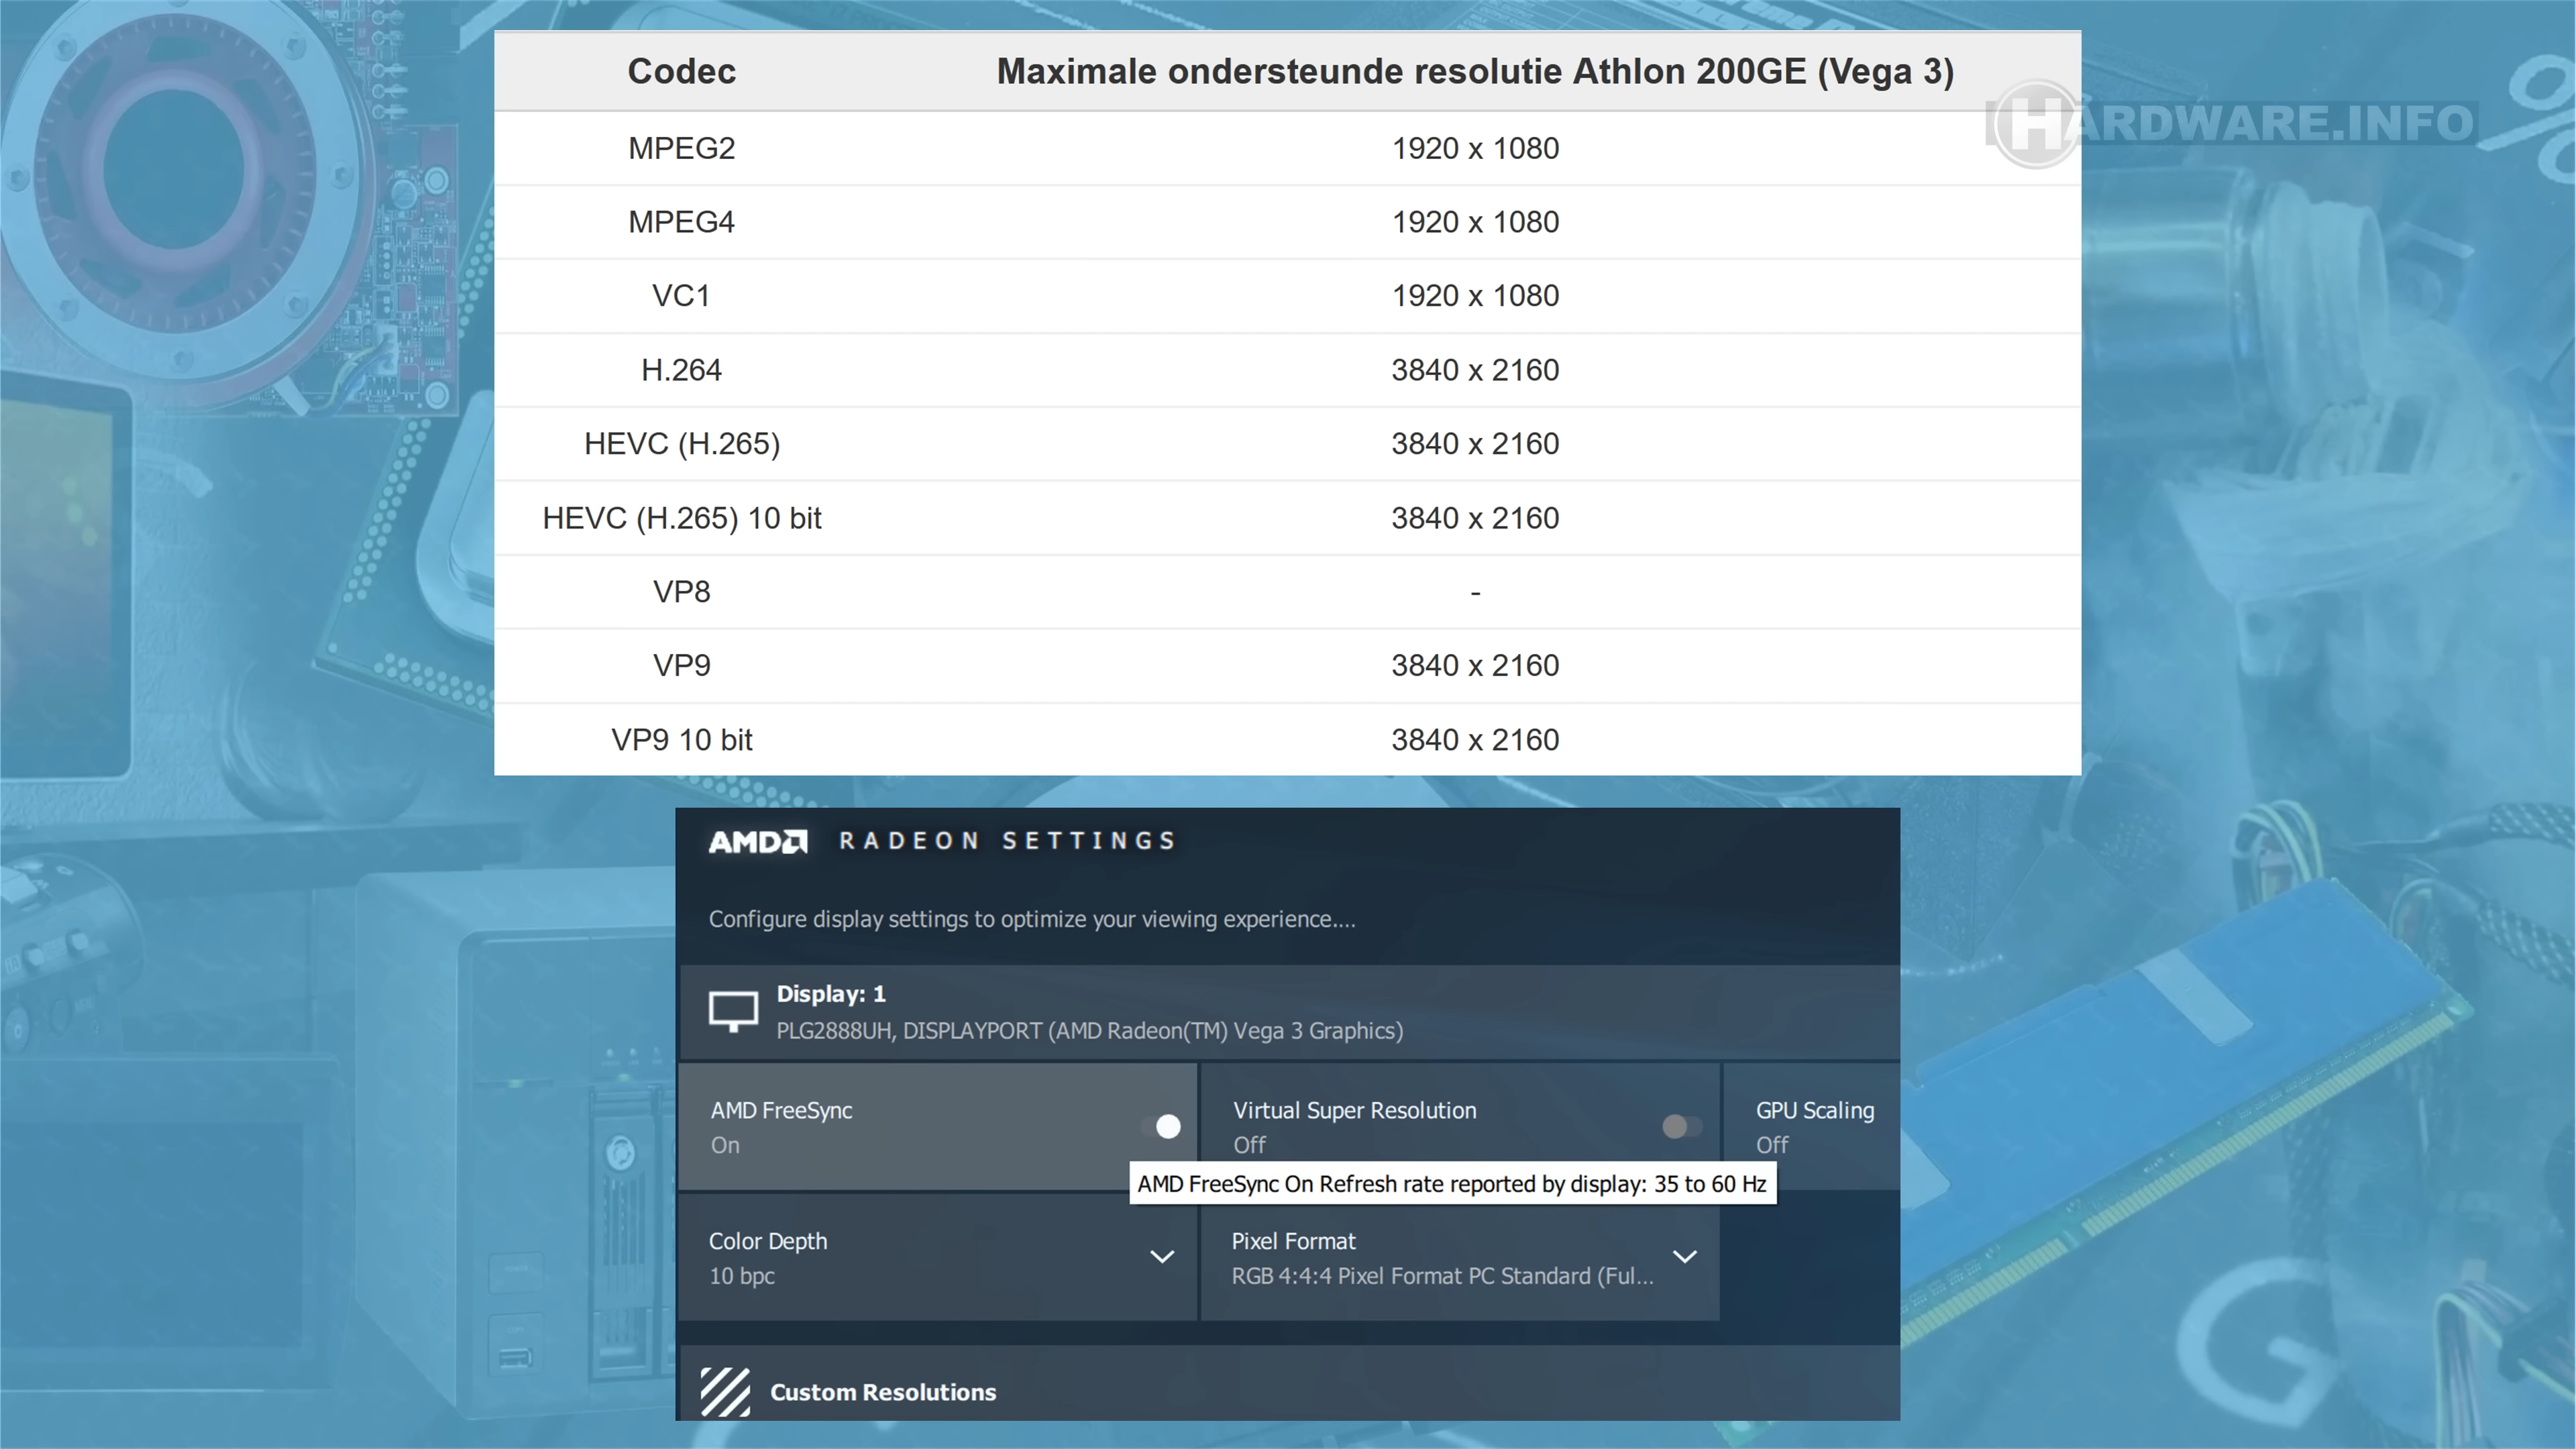 Codec Maximale ondersteunde resolutie Athlon 200GE (Vega 3)
HARDWARE.INFO
MPEG2 1920 x 1080
MPEG4 1920 x 1080
VC1 1920 x 1080
H.264 3840 x 2160
HEVC (H.265) 3840 x 2160
HEVC (H.265) 10 bit 3840 x 2160
VP8 -
VP9 3840 x 2160
VP9 10 bit 3840 x 2160
AMD RADEON SETTINGS
Configure display settings to optimize your viewing experience....
Display: 1
PLG2888UH, DISPLAYPORT (AMD Radeon(TM) Vega 3 Graphics)
AMD FreeSync
On
Virtual Super Resolution
Off
GPU Scaling
Off
AMD FreeSync On Refresh rate reported by display: 35 to 60 Hz
Color Depth
10 bpc
Pixel Format
RGB 4:4:4 Pixel Format PC Standard (Ful...
Custom Resolutions
%
G